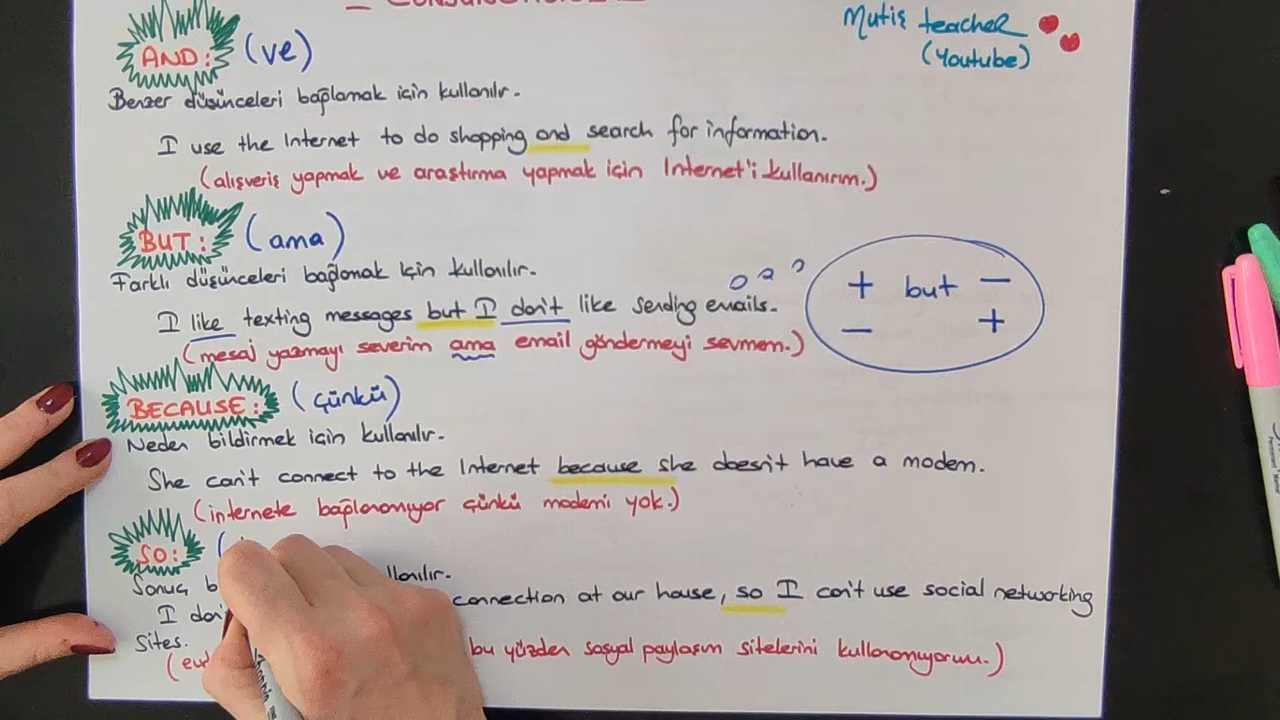 Mutiş teacher
(Youtube)
AND: (ve)
Benzer düşünceleri bağlamak için kullanılır.
I use the Internet to do shopping and search for information.
(alışveriş yapmak ve araştırma yapmak için Internet'i kullanırım.)
BUT: (ama)
Farklı düşünceleri bağlamak için kullanılır.
I like texting messages but I don't like sending emails.
(mesaj yazmayı severim ama email göndermeyi sevmem.)
+ but −
− +
BECAUSE: (çünkü)
Neden bildirmek için kullanılır.
She can't connect to the Internet because she doesn't have a modem.
(internete bağlanamıyor çünkü modemi yok.)
SO: (
Sonuç
I don't connection at our house, so I can't use social networking
sites.
bu yüzden sosyal paylaşım sitelerini kullanamıyorum.)